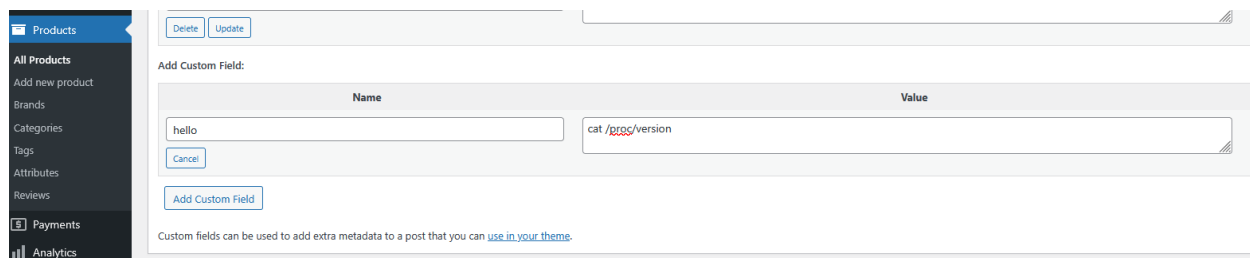 Products
All Products
Add new product
Brands
Categories
Tags
Attributes
Reviews
Payments
Analytics
Delete Update
Add Custom Field:
Name Value
hello cat /proc/version
Cancel
Add Custom Field
Custom fields can be used to add extra metadata to a post that you can use in your theme.